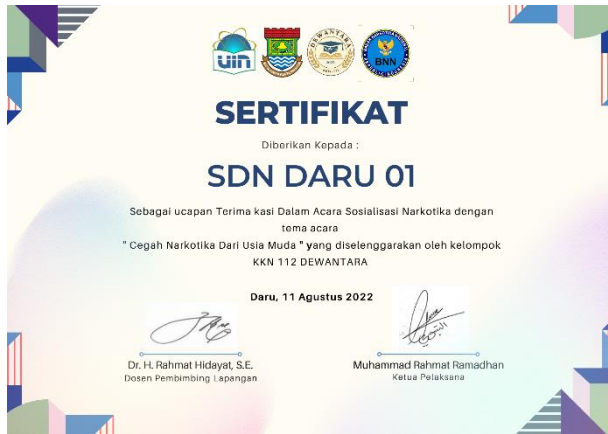 DEWANTARA
uin
BNN
SERTIFIKAT
Diberikan Kepada :
SDN DARU 01
Sebagai ucapan Terima kasi Dalam Acara Sosialisasi Narkotika dengan
tema acara
" Cegah Narkotika Dari Usia Muda " yang diselenggarakan oleh kelompok
KKN 112 DEWANTARA
Daru, 11 Agustus 2022
Dr. H. Rahmat Hidayat, S.E.
Muhammad Rahmat Ramadhan
Dosen Pembimbing Lapangan
Ketua Pelaksana